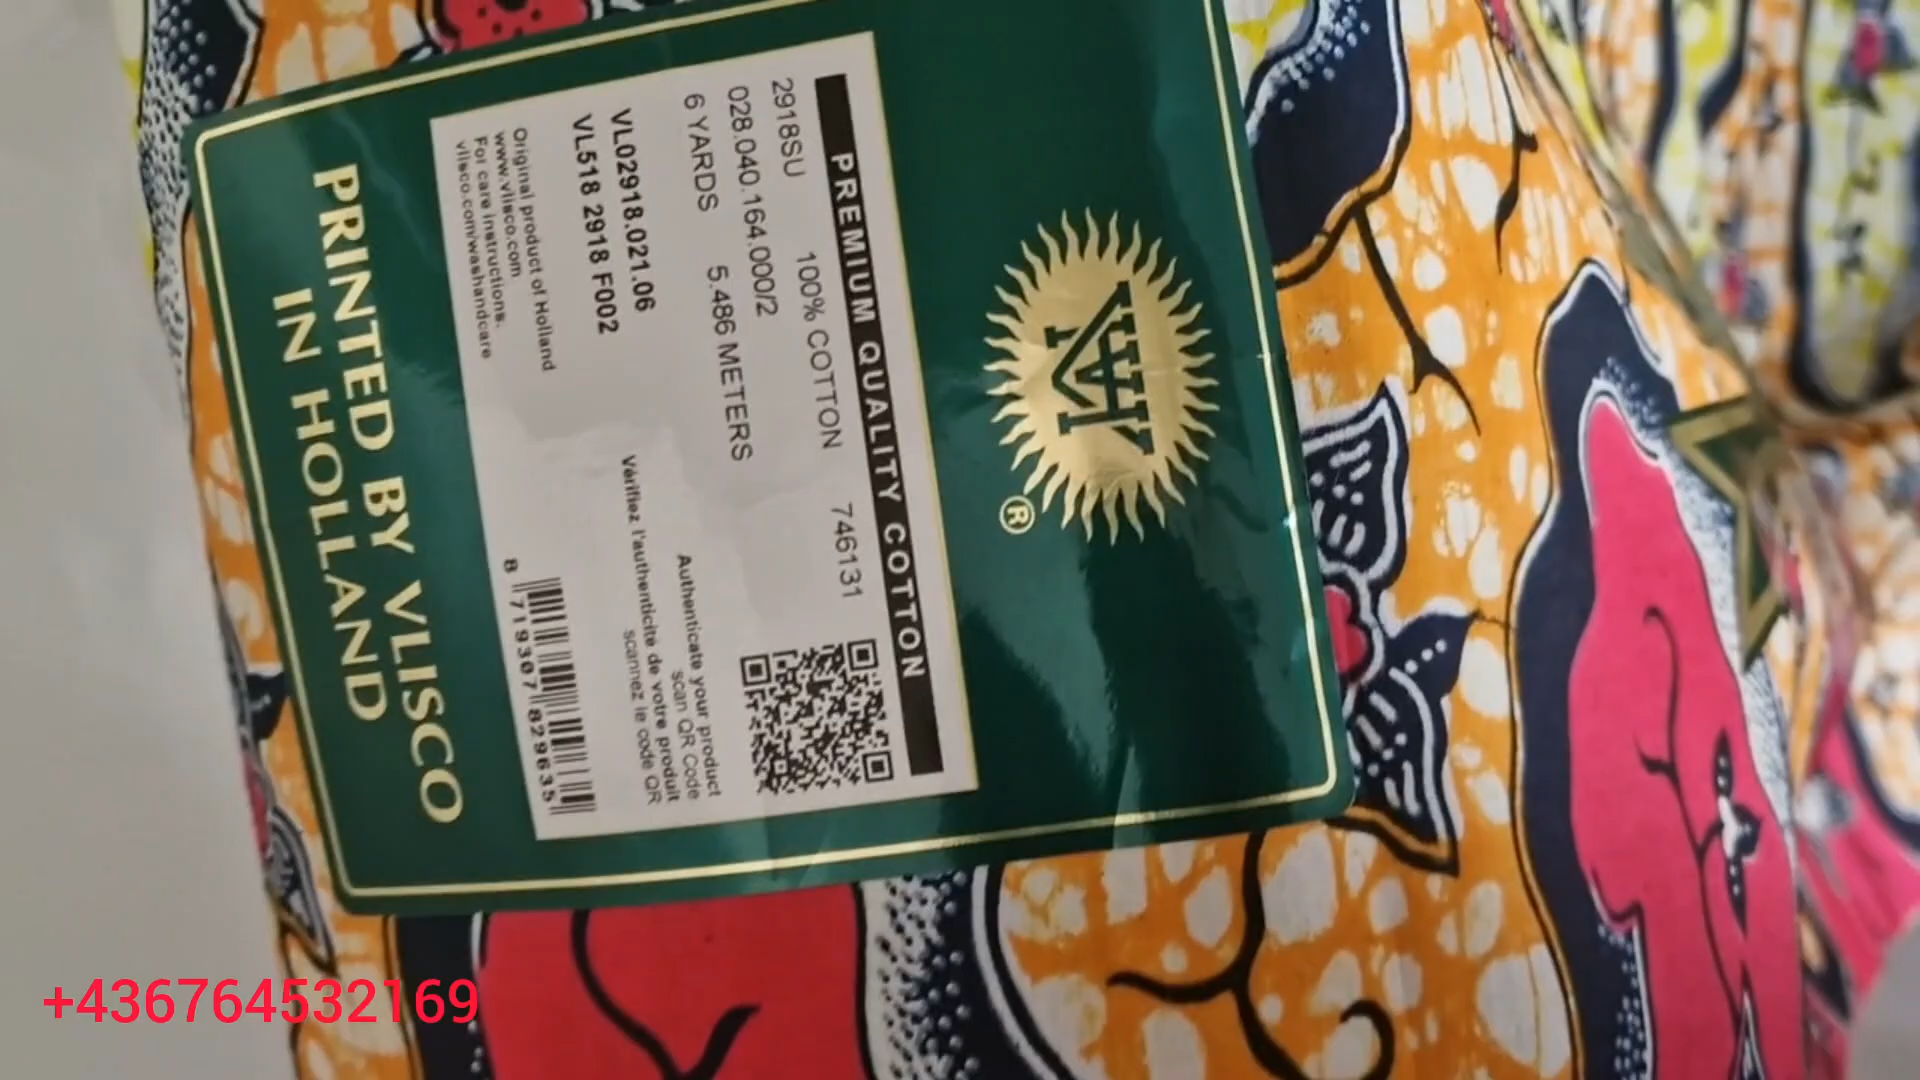 VH
®
PREMIUM QUALITY COTTON
2918SU 100% COTTON 746131
028.040.164.000/2
6 YARDS 5.486 METERS
VL02918.021.06
VL518 2918 F002
Authenticate your product
scan QR Code
Vérifiez l'authenticité de votre produit
scannez le code QR
Original product of Holland
www.vlisco.com
For care instructions:
vlisco.com/washandcare
8 719307 829635
PRINTED BY VLISCO
IN HOLLAND
+436764532169